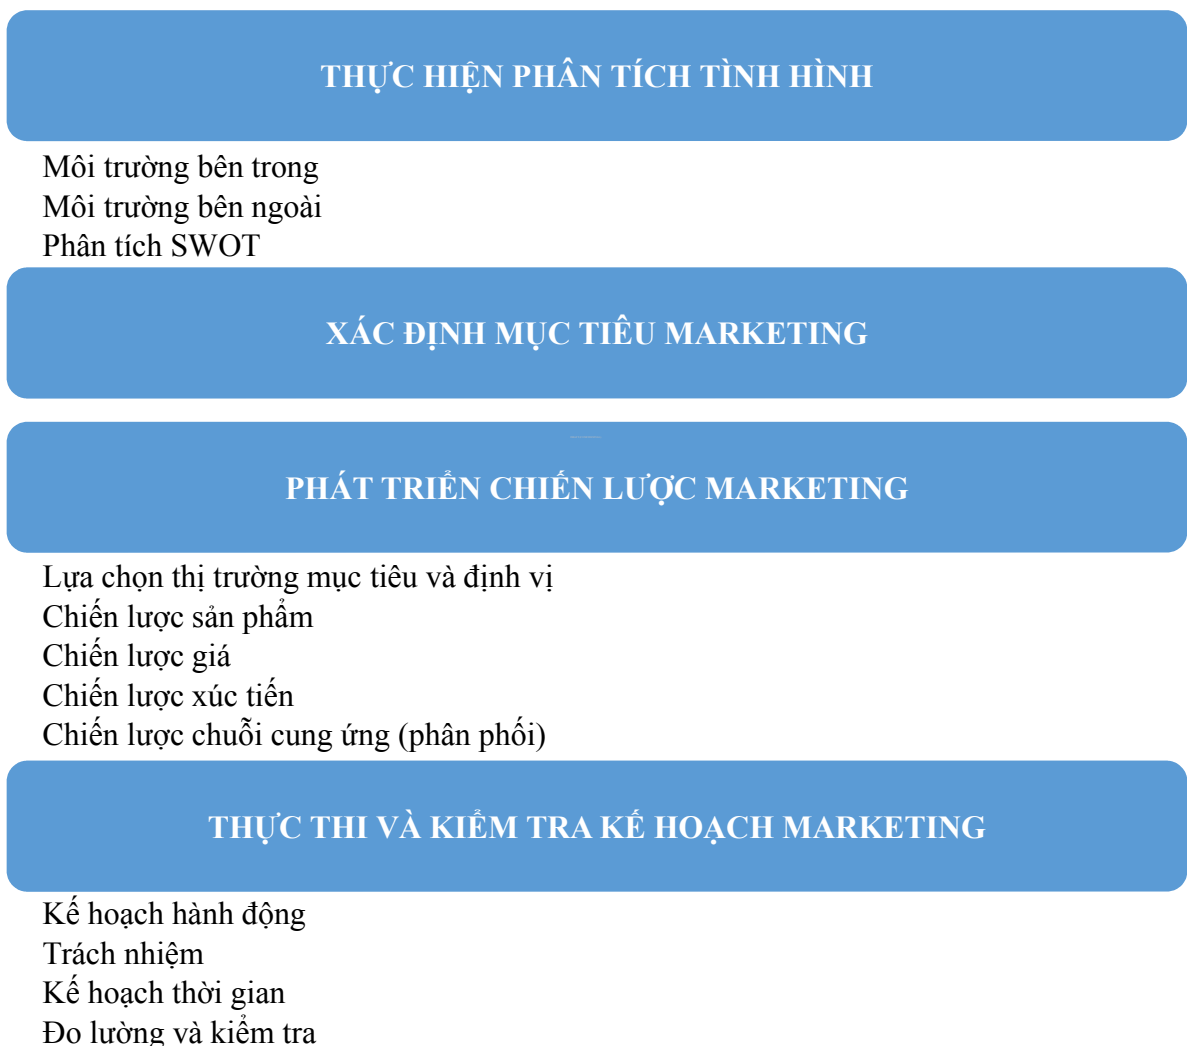 THỰC HIỆN PHÂN TÍCH TÌNH HÌNH
Môi trường bên trong
Môi trường bên ngoài
Phân tích SWOT
XÁC ĐỊNH MỤC TIÊU MARKETING
PHÁT TRIỂN CHIẾN LƯỢC MARKETING
Lựa chọn thị trường mục tiêu và định vị
Chiến lược sản phẩm
Chiến lược giá
Chiến lược xúc tiến
Chiến lược chuỗi cung ứng (phân phối)
THỰC THI VÀ KIỂM TRA KẾ HOẠCH MARKETING
Kế hoạch hành động
Trách nhiệm
Kế hoạch thời gian
Đo lường và kiểm tra